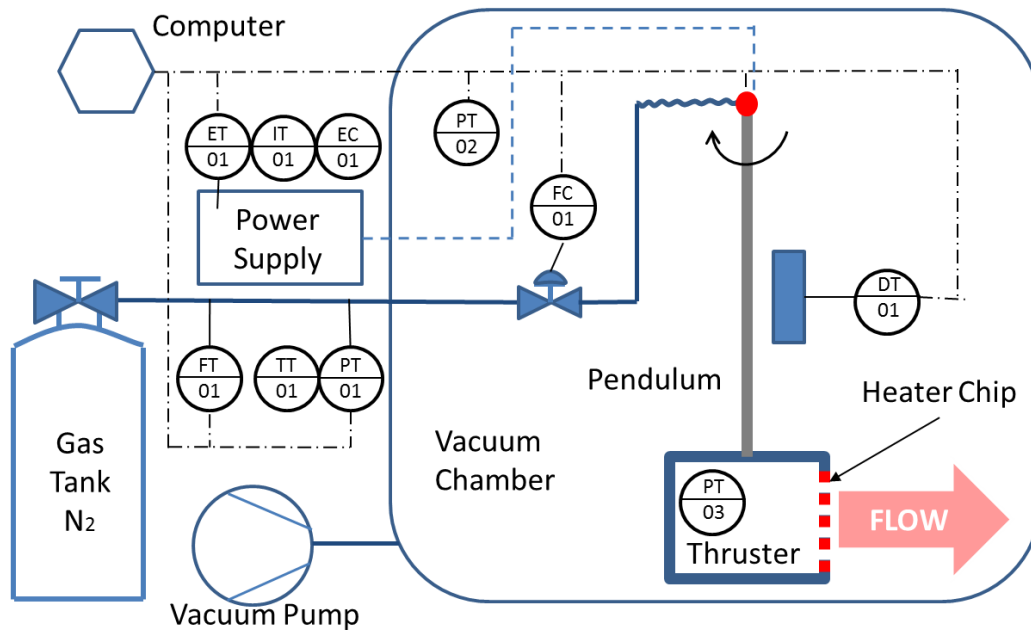 Computer
ET
01
IT
01
EC
01
PT
02
FC
01
Power
Supply
DT
01
FT
01
TT
01
PT
01
Pendulum
Heater Chip
Gas
Tank
N2
Vacuum
Chamber
PT
03
Thruster
FLOW
Vacuum Pump